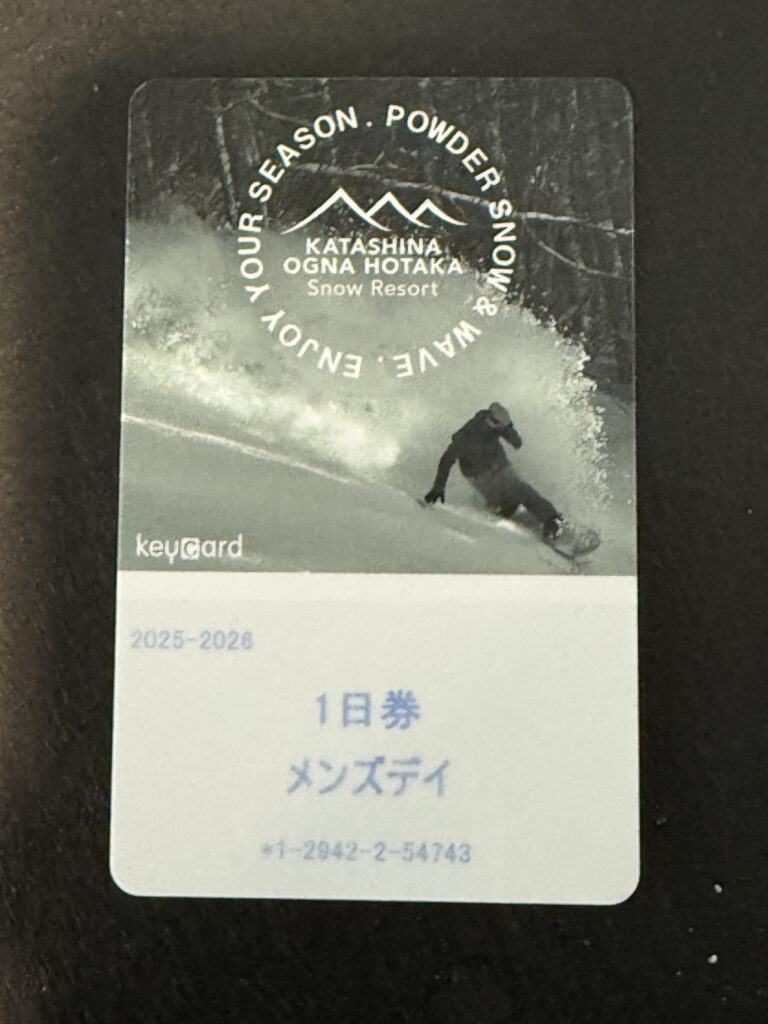 ENJOY YOUR SEASON. POWDER SNOW & WAVE.
KATASHINA
OGNA HOTAKA
Snow Resort
keycard
2025-2026
1日券
メンズデイ
*1-2942-2-54743